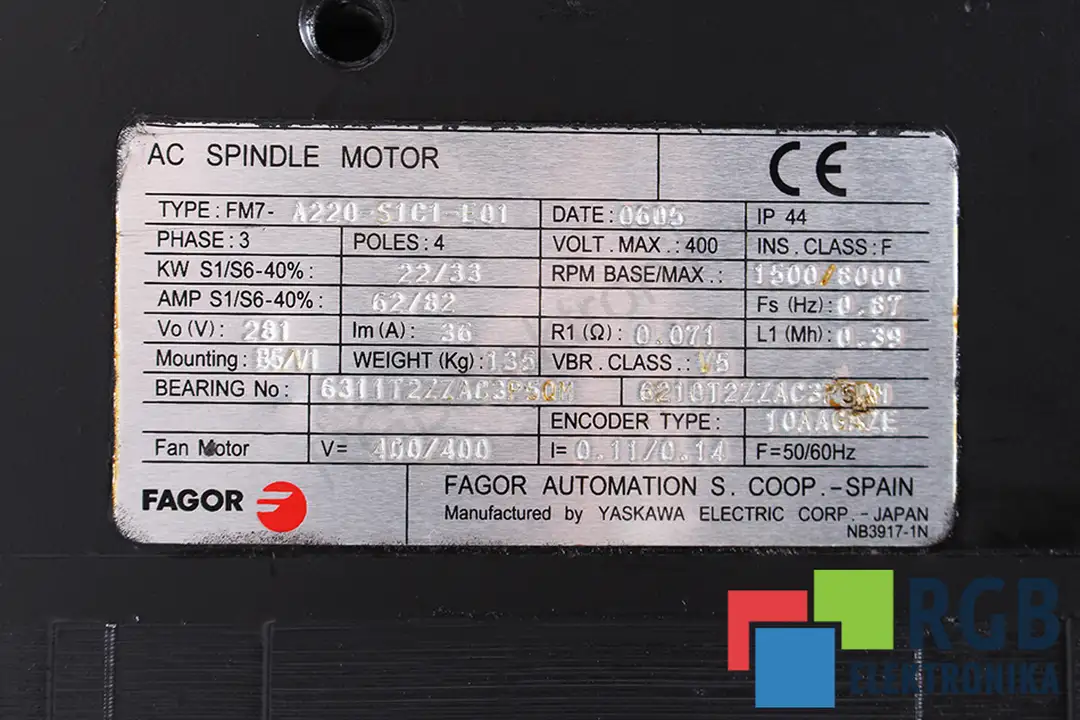 AC SPINDLE MOTOR CE
TYPE : FM7- A220-S1C1-E01 DATE : 0605 IP 44
PHASE : 3 POLES : 4 VOLT . MAX . : 400 INS. CLASS : F
KW S1/S6-40% : 22/33 RPM BASE/MAX . : 1500/8000
AMP S1/S6-40% : 62/82 Fs (Hz) : 0.87
Vo (V) : 281 Im (A) : 36 R1 (Ω) : 0.071 L1 (Mh) : 0.39
Mounting : B5/V1 WEIGHT (Kg) : 135 VBR . CLASS . : V5
BEARING No : 6311T2ZZAC3P5QM 6210T2ZZAC3P5QM
ENCODER TYPE :
Fan Motor V= 400/400 I= 0.11/0.14 F=50/60Hz
FAGOR FAGOR AUTOMATION S. COOP.-SPAIN
Manufactured by YASKAWA ELECTRIC CORP.-JAPAN
NB3917-1N
RGB
ELEKTRONIKA